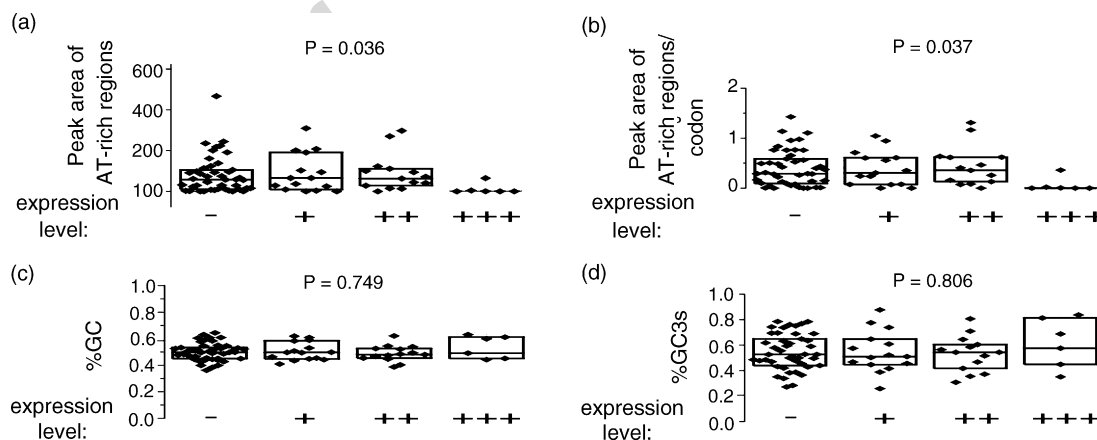 (a)
P = 0.036
Peak area of
AT-rich regions
600
400
200
100
expression
level:
−
+
++
+++
(b)
P = 0.037
Peak area of
AT-rich regions/
codon
2
1
0
expression
level:
−
+
++
+++
(c)
P = 0.749
%GC
1.0
0.8
0.6
0.4
0.2
0.0
expression
level:
−
+
++
+++
(d)
P = 0.806
%GC3s
1.0
0.8
0.6
0.4
0.2
0.0
expression
level:
−
+
++
+++